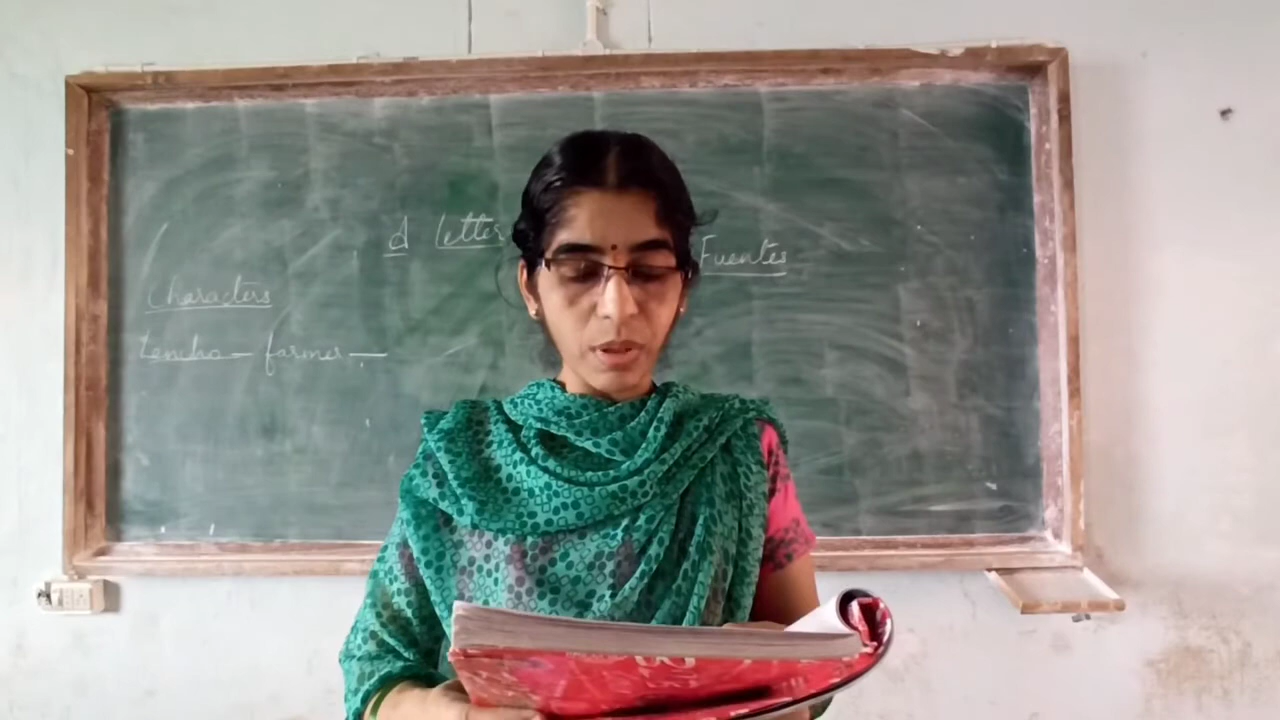 A Letter Fuentes
Characters
Lencho - farmer -